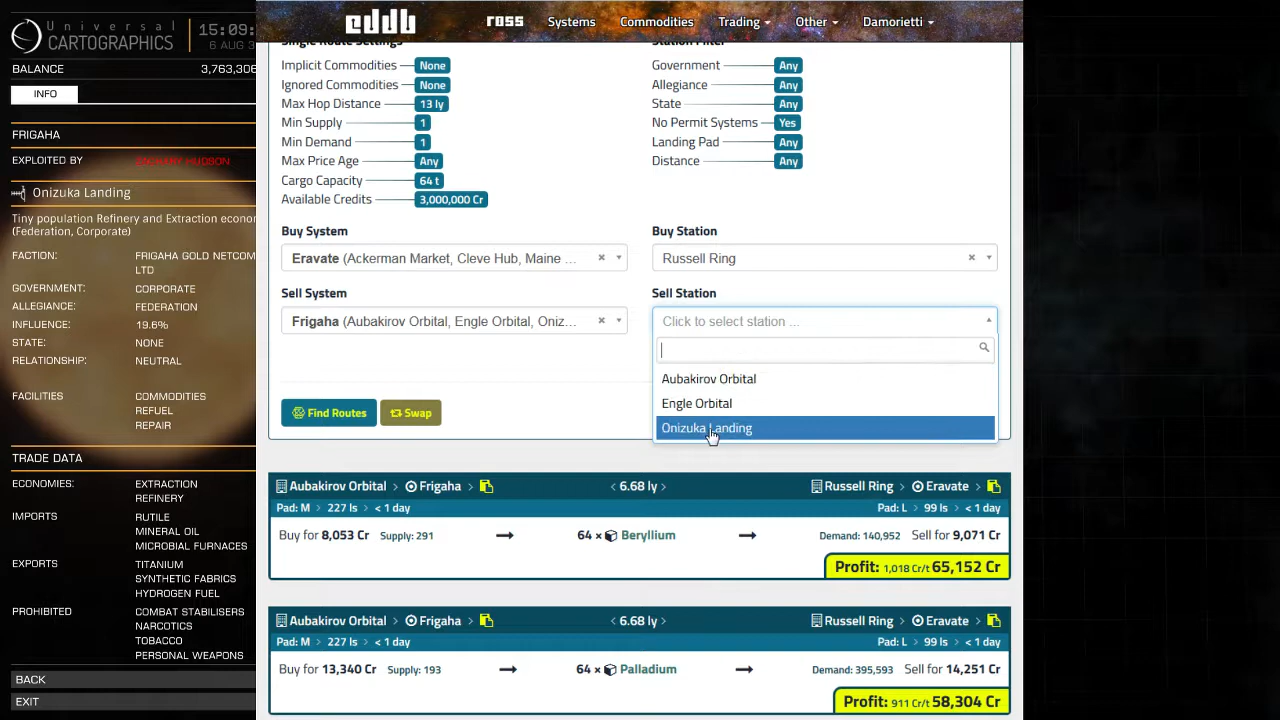 Universal
CARTOGRAPHICS
15:09:
6 AUG 3
BALANCE
3,763,306
INFO
FRIGAHA
EXPLOITED BY
ZACHARY HUDSON
Onizuka Landing
Tiny population Refinery and Extraction econo
(Federation, Corporate)
FACTION:
FRIGAHA GOLD NETCOM
LTD
GOVERNMENT:
CORPORATE
ALLEGIANCE:
FEDERATION
INFLUENCE:
19.6%
STATE:
NONE
RELATIONSHIP:
NEUTRAL
FACILITIES
COMMODITIES
REFUEL
REPAIR
TRADE DATA
ECONOMIES:
EXTRACTION
REFINERY
IMPORTS
RUTILE
MINERAL OIL
MICROBIAL FURNACES
EXPORTS
TITANIUM
SYNTHETIC FABRICS
HYDROGEN FUEL
PROHIBITED
COMBAT STABILISERS
NARCOTICS
TOBACCO
PERSONAL WEAPONS
BACK
EXIT
eddb
ross
Systems
Commodities
Trading
Other
Damorietti
Single Route Settings
Implicit Commodities None
Ignored Commodities None
Max Hop Distance 13 ly
Min Supply 1
Min Demand 1
Max Price Age Any
Cargo Capacity 64 t
Available Credits 3,000,000 Cr
Station Filter
Government Any
Allegiance Any
State Any
No Permit Systems Yes
Landing Pad Any
Distance Any
Buy System
Eravate (Ackerman Market, Cleve Hub, Maine ... ×
Buy Station
Russell Ring ×
Sell System
Frigaha (Aubakirov Orbital, Engle Orbital, Oniz... ×
Sell Station
Click to select station ...
Aubakirov Orbital
Engle Orbital
Onizuka Landing
Find Routes
Swap
Aubakirov Orbital > Frigaha >
< 6.68 ly >
Russell Ring > Eravate >
Pad: M > 227 ls > < 1 day
Pad: L > 99 ls > < 1 day
Buy for 8,053 Cr Supply: 291
64 × Beryllium
Demand: 140,952 Sell for 9,071 Cr
Profit: 1,018 Cr/t 65,152 Cr
Aubakirov Orbital > Frigaha >
< 6.68 ly >
Russell Ring > Eravate >
Pad: M > 227 ls > < 1 day
Pad: L > 99 ls > < 1 day
Buy for 13,340 Cr Supply: 193
64 × Palladium
Demand: 395,593 Sell for 14,251 Cr
Profit: 911 Cr/t 58,304 Cr